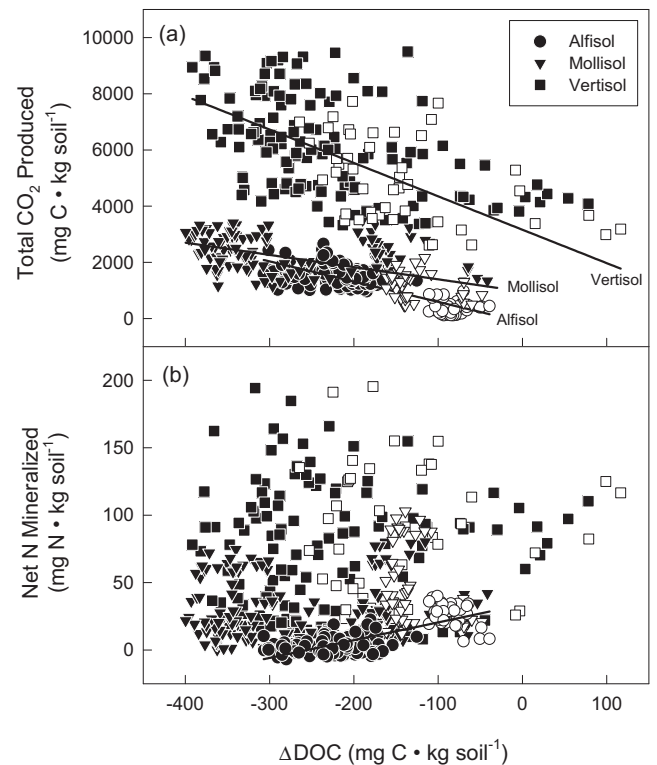 (a)
Alfisol
Mollisol
Vertisol
10000
8000
6000
4000
2000
0
Total CO₂ Produced
(mg C • kg soil⁻¹)
Vertisol
Mollisol
Alfisol
(b)
200
150
100
50
0
Net N Mineralized
(mg N • kg soil⁻¹)
-400 -300 -200 -100 0 100
ΔDOC (mg C • kg soil⁻¹)